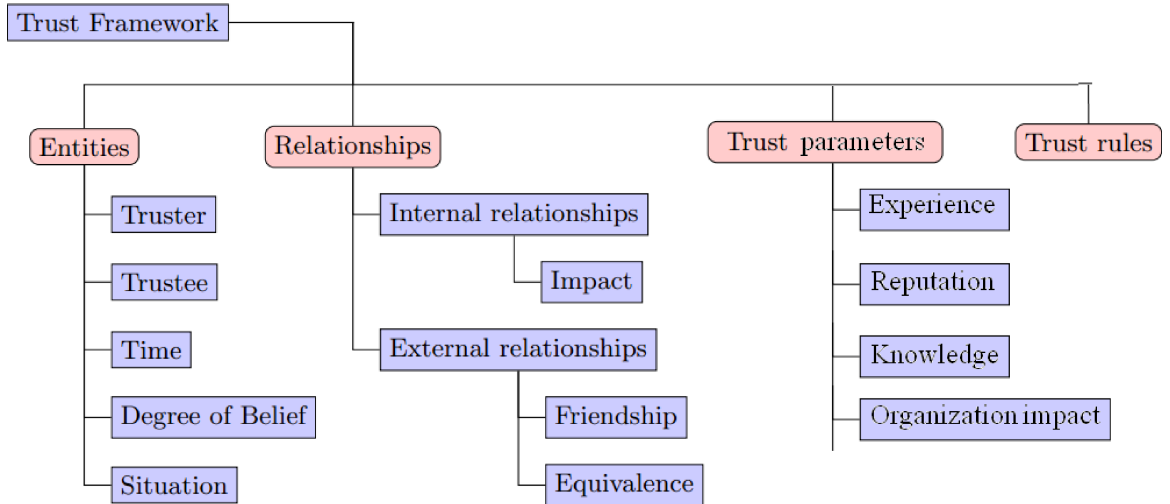 Trust Framework
Entities
Relationships
Trust parameters
Trust rules
Truster
Trustee
Time
Degree of Belief
Situation
Internal relationships
Impact
External relationships
Friendship
Equivalence
Experience
Reputation
Knowledge
Organization impact